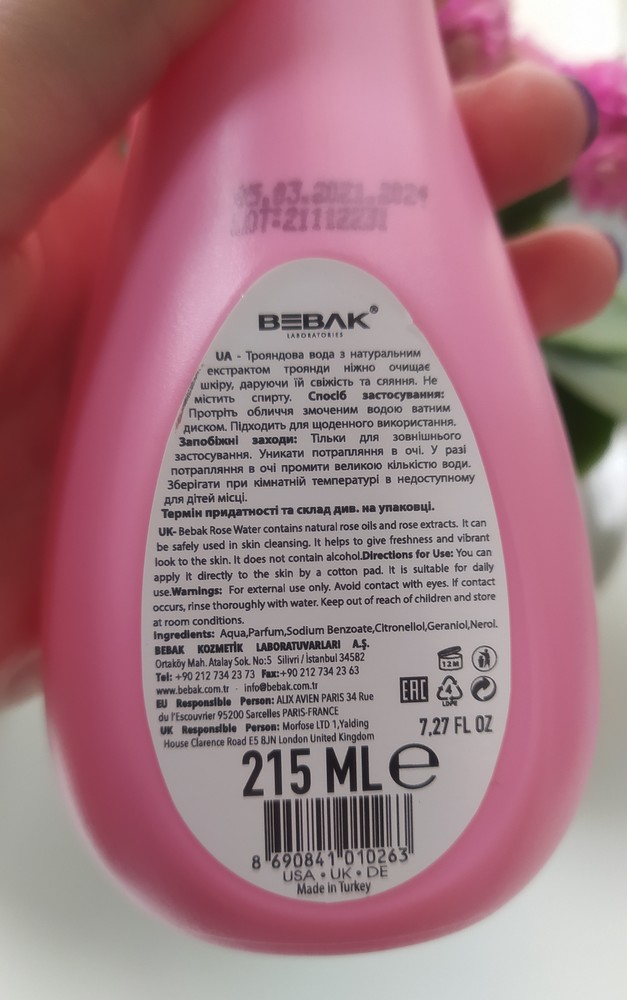 05.03.2021.2024
LOT:21112231
BEBAK®
LABORATORIES
UA - Трояндова вода з натуральним
екстрактом троянди ніжно очищає
шкіру, даруючи їй свіжість та сяяння. Не
містить спирту. Спосіб застосування:
Протріть обличчя змоченим водою ватним
диском. Підходить для щоденного використання.
Запобіжні заходи: Тільки для зовнішнього
застосування. Уникати потрапляння в очі. У разі
потрапляння в очі промити великою кількістю води.
Зберігати при кімнатній температурі в недоступному
для дітей місці.
Термін придатності та склад див. на упаковці.
UK- Bebak Rose Water contains natural rose oils and rose extracts. It can
be safely used in skin cleansing. It helps to give freshness and vibrant
look to the skin. It does not contain alcohol.Directions for Use: You can
apply it directly to the skin by a cotton pad. It is suitable for daily
use.Warnings: For external use only. Avoid contact with eyes. If contact
occurs, rinse thoroughly with water. Keep out of reach of children and store
at room conditions.
Ingredients: Aqua,Parfum,Sodium Benzoate,Citronellol,Geraniol,Nerol.
BEBAK KOZMETİK LABORATUVARLARI A.Ş.
Ortaköy Mah. Atalay Sok. No:5 Silivri / İstanbul 34582
Tel: +90 212 734 23 73 Fax:+90 212 734 23 63
www.bebak.com.tr · info@bebak.com.tr
EU Responsible Person: ALIX AVIEN PARIS 34 Rue
du l'Escouvrier 95200 Sarcelles PARIS-FRANCE
UK Responsible Person: Morfose LTD 1,Yalding
House Clarence Road E5 8JN London United Kingdom
12M
EAC
4
LDPE
7,27 FL OZ
215 ML e
8 690841 010263
USA • UK • DE
Made in Turkey